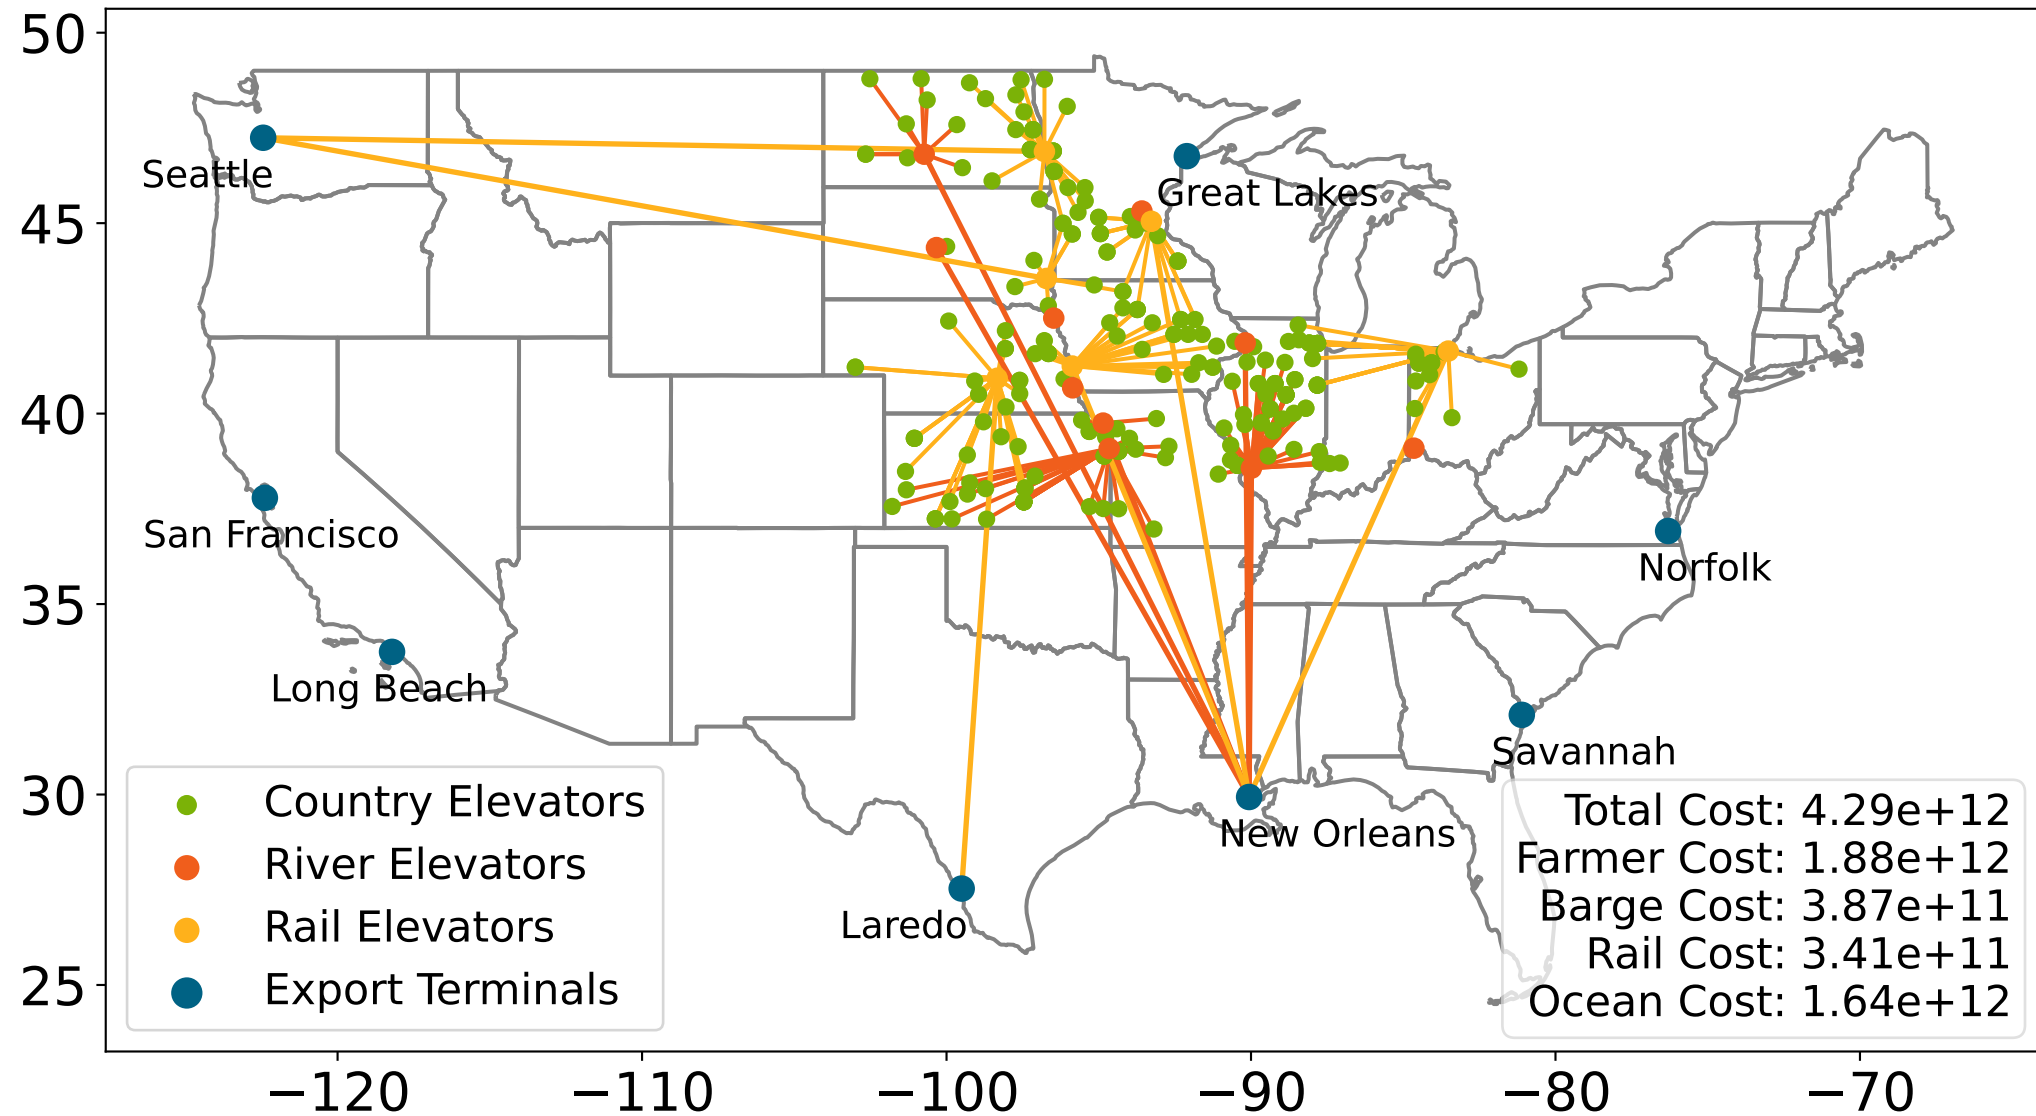 50
45
40
35
30
25
−120
−110
−100
−90
−80
−70
Seattle
Great Lakes
San Francisco
Norfolk
Long Beach
Savannah
New Orleans
Laredo
Country Elevators
River Elevators
Rail Elevators
Export Terminals
Total Cost: 4.29e+12
Farmer Cost: 1.88e+12
Barge Cost: 3.87e+11
Rail Cost: 3.41e+11
Ocean Cost: 1.64e+12